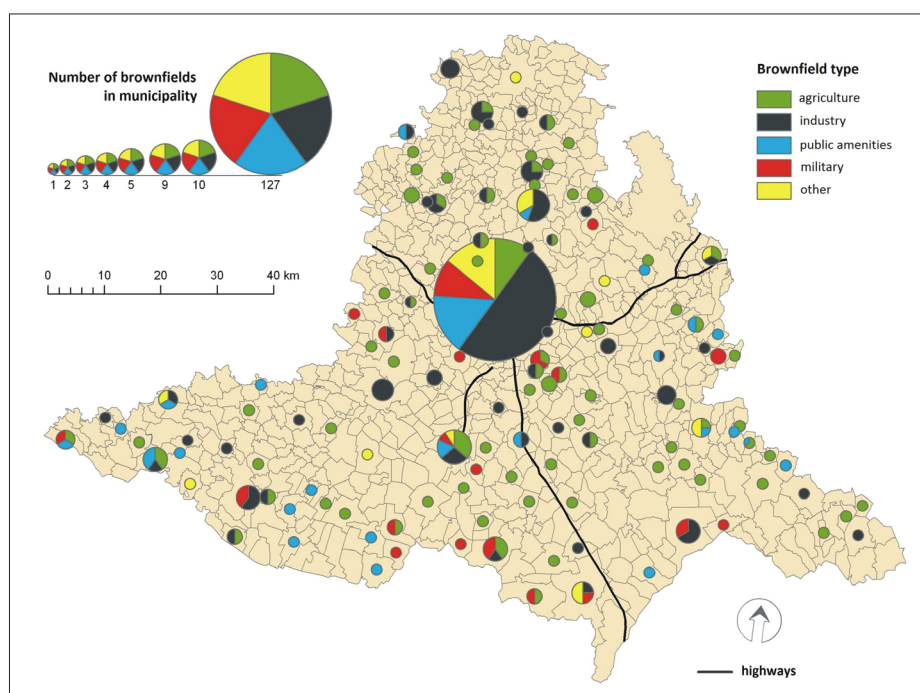 Number of brownfields
in municipality
1 2 3 4 5 9 10 127
0 10 20 30 40 km
Brownfield type
agriculture
industry
public amenities
military
other
highways